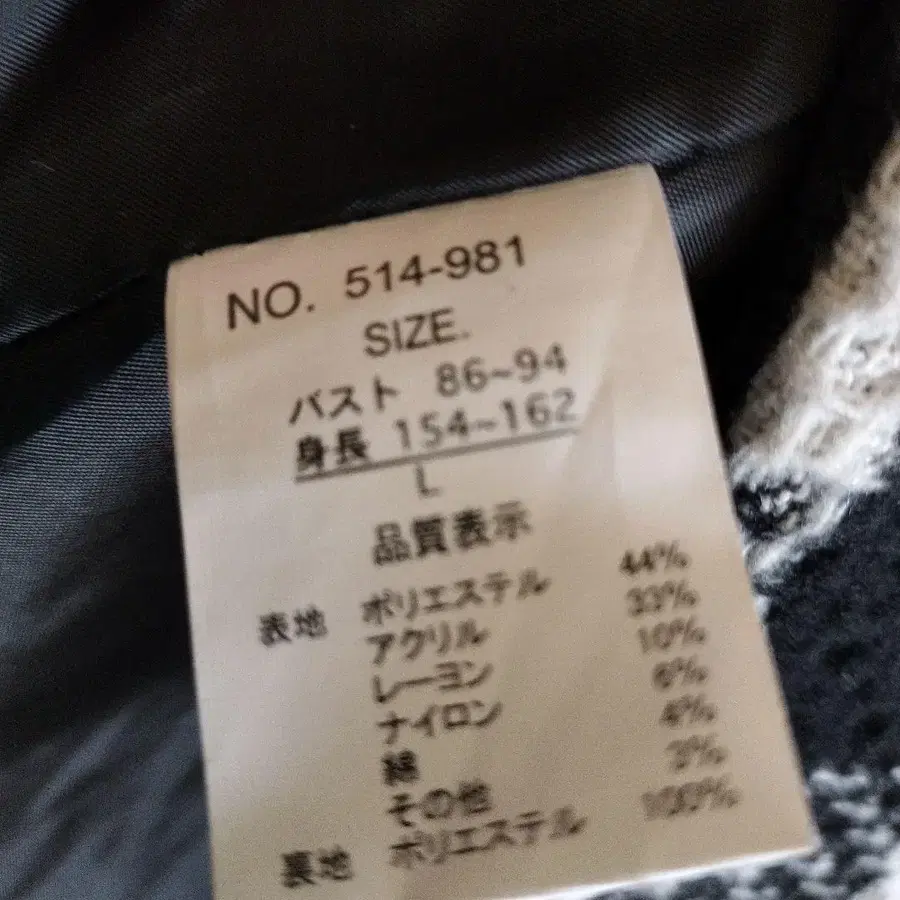 NO. 514-981
SIZE.
バスト 86~94
身長 154~162
L
品質表示
表地 ポリエステル 44%
アクリル 33%
レーヨン 10%
ナイロン 6%
綿 4%
その他 3%
裏地 ポリエステル 100%